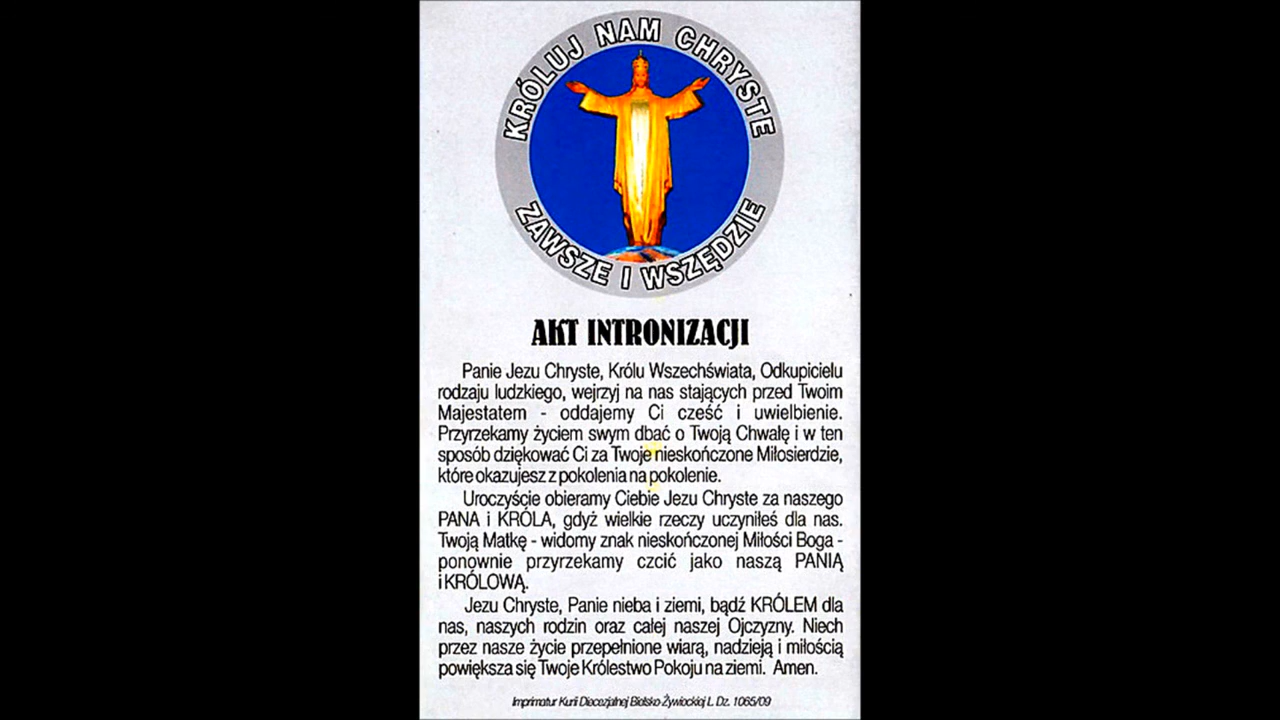 KRÓLUJ NAM CHRYSTE
ZAWSZE I WSZĘDZIE
AKT INTRONIZACJI
Panie Jezu Chryste, Królu Wszechświata, Odkupicielu
rodzaju ludzkiego, wejrzyj na nas stających przed Twoim
Majestatem - oddajemy Ci cześć i uwielbienie.
Przyrzekamy życiem swym dbać o Twoją Chwałę i w ten
sposób dziękować Ci za Twoje nieskończone Miłosierdzie,
które okazujesz z pokolenia na pokolenie.
Uroczyście obieramy Ciebie Jezu Chryste za naszego
PANA i KRÓLA, gdyż wielkie rzeczy uczyniłeś dla nas.
Twoją Matkę - widomy znak nieskończonej Miłości Boga -
ponownie przyrzekamy czcić jako naszą PANIĄ
i KRÓLOWĄ.
Jezu Chryste, Panie nieba i ziemi, bądź KRÓLEM dla
nas, naszych rodzin oraz całej naszej Ojczyzny. Niech
przez nasze życie przepełnione wiarą, nadzieją i miłością
powiększa się Twoje Królestwo Pokoju na ziemi. Amen.
Imprimatur Kurii Diecezjalnej Bielsko-Żywieckiej L. Dz. 1065/09